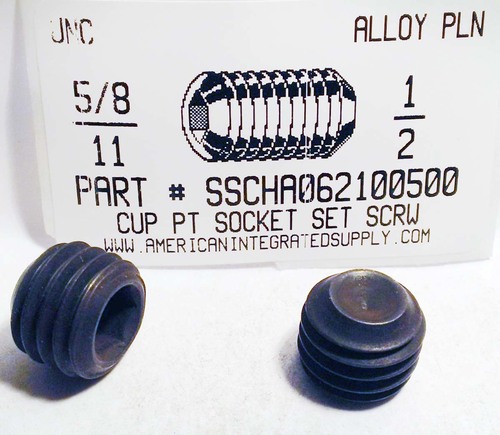 UNC ALLOY PLN
5/8 1
11 2
PART # SSCHA062100500
CUP PT SOCKET SET SCRW
WWW.AMERICANINTEGRATEDSUPPLY.COM